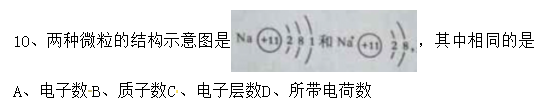 10、两种微粒的结构示意图是 Na +11 2 8 1 和 Na⁺ +11 2 8 ，其中相同的是
A、电子数 B、质子数C、电子层数D、所带电荷数